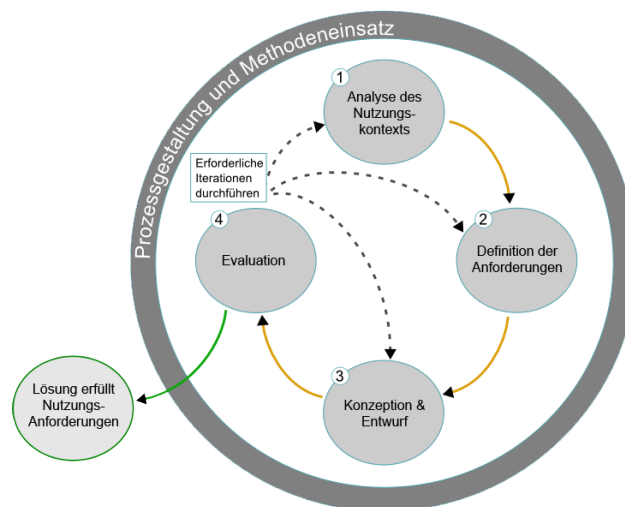 Prozessgestaltung und Methodeneinsatz
1
Analyse des
Nutzungs-
kontexts
Erforderliche
Iterationen
durchführen
2
Definition der
Anforderungen
4
Evaluation
3
Konzeption &
Entwurf
Lösung erfüllt
Nutzungs-
Anforderungen